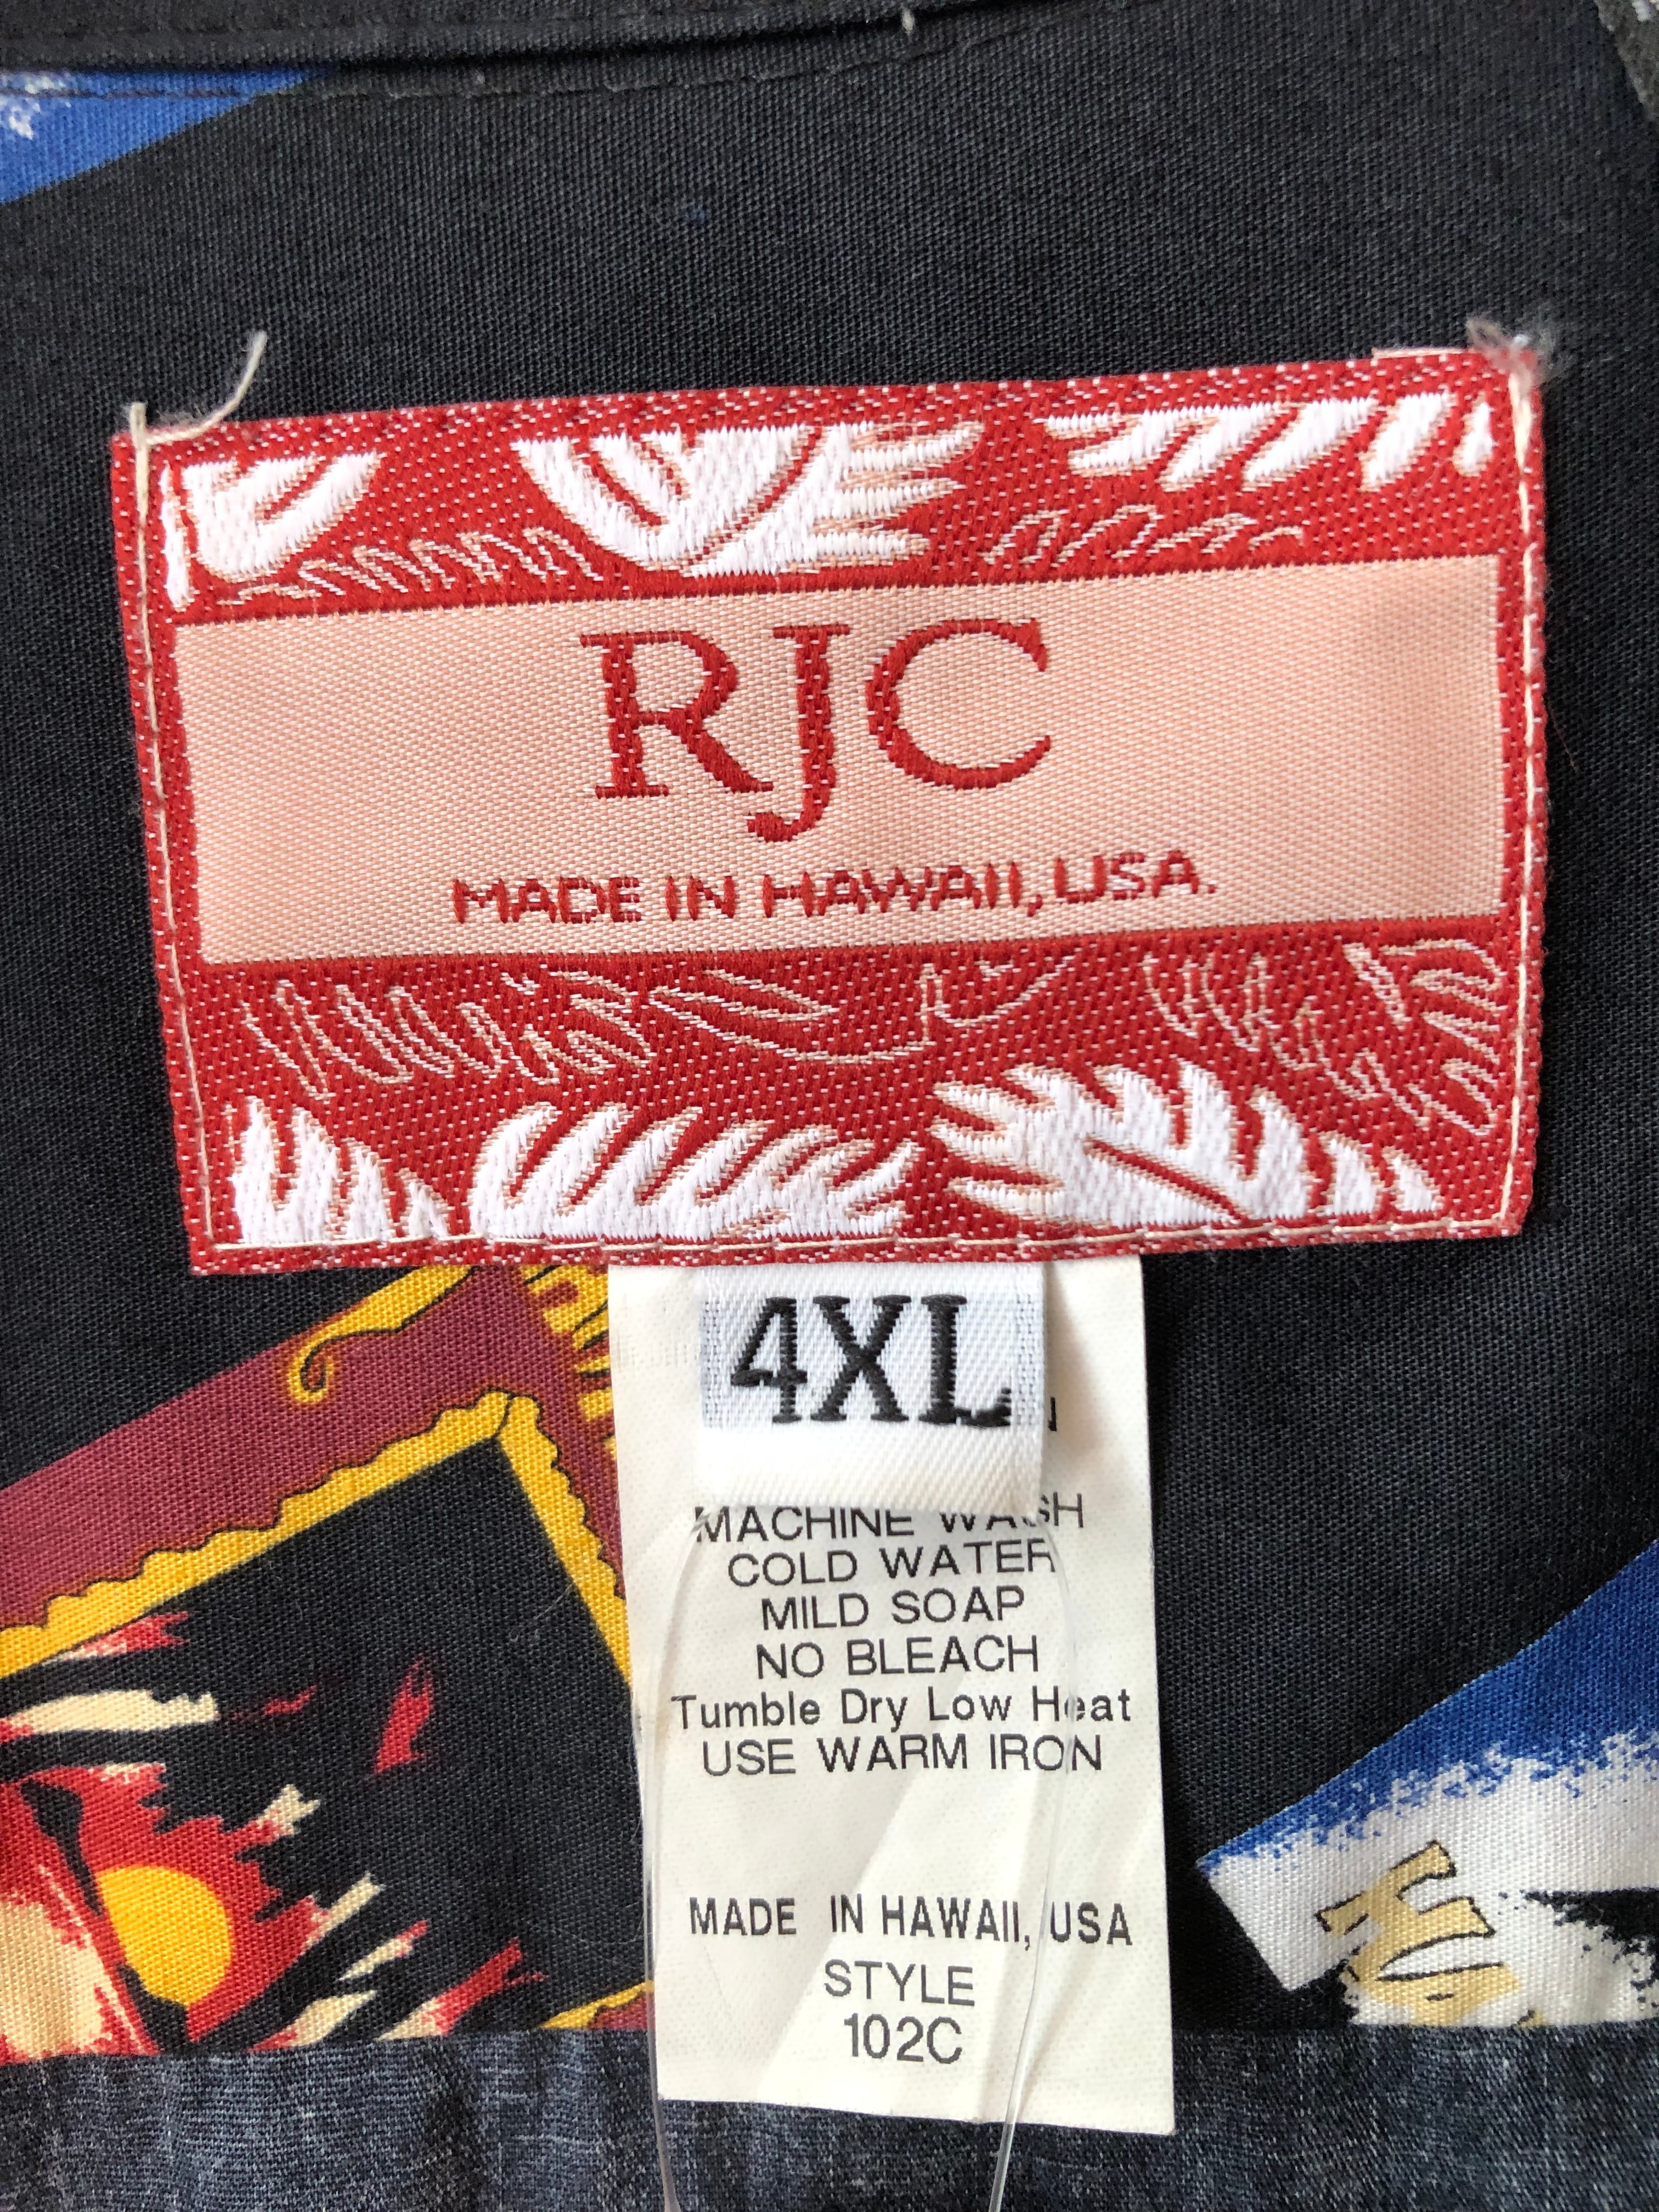 RJC
MADE IN HAWAII, USA.
4XL
MACHINE WASH
COLD WATER
MILD SOAP
NO BLEACH
Tumble Dry Low Heat
USE WARM IRON
MADE IN HAWAII, USA
STYLE
102C